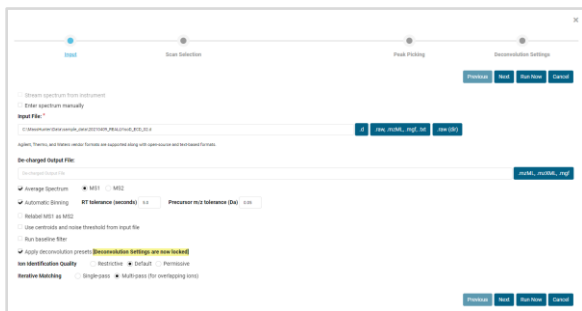 ×
Input
Scan Selection
Peak Picking
Deconvolution Settings
Previous Next Run Now Cancel
Stream spectrum from instrument
Enter spectrum manually
Input File: *
.d .raw, .mzML, .mgf, .txt .raw (dir)
Agilent, Thermo, and Waters vendor formats are supported along with open-source and text-based formats.
De-charged Output File:
De-charged Output File
.mzML, .mzXML, .mgf
Average Spectrum MS1 MS2
Automatic Binning RT tolerance (seconds) Precursor m/z tolerance (Da)
Relabel MS1 as MS2
Use centroids and noise threshold from input file
Run baseline filter
Apply deconvolution presets [Deconvolution Settings are now locked]
Ion Identification Quality Restrictive Default Permissive
Iterative Matching Single-pass Multi-pass (for overlapping ions)
Previous Next Run Now Cancel